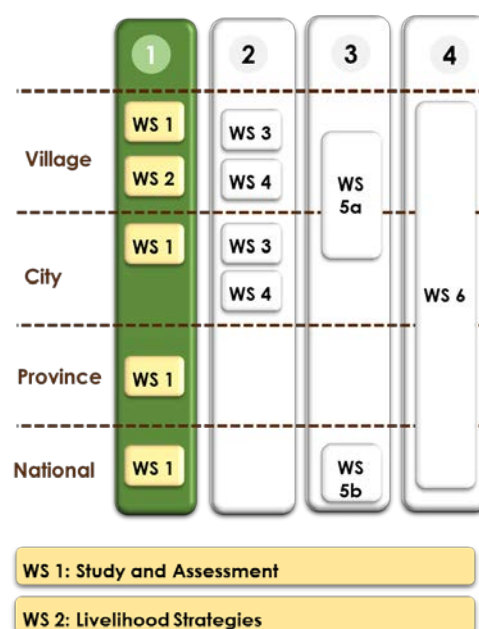 1 2 3 4
Village
WS 1
WS 2
WS 3
WS 4
WS
5a
City
WS 1
WS 3
WS 4
WS 6
Province
WS 1
National
WS 1
WS
5b
WS 1: Study and Assessment
WS 2: Livelihood Strategies